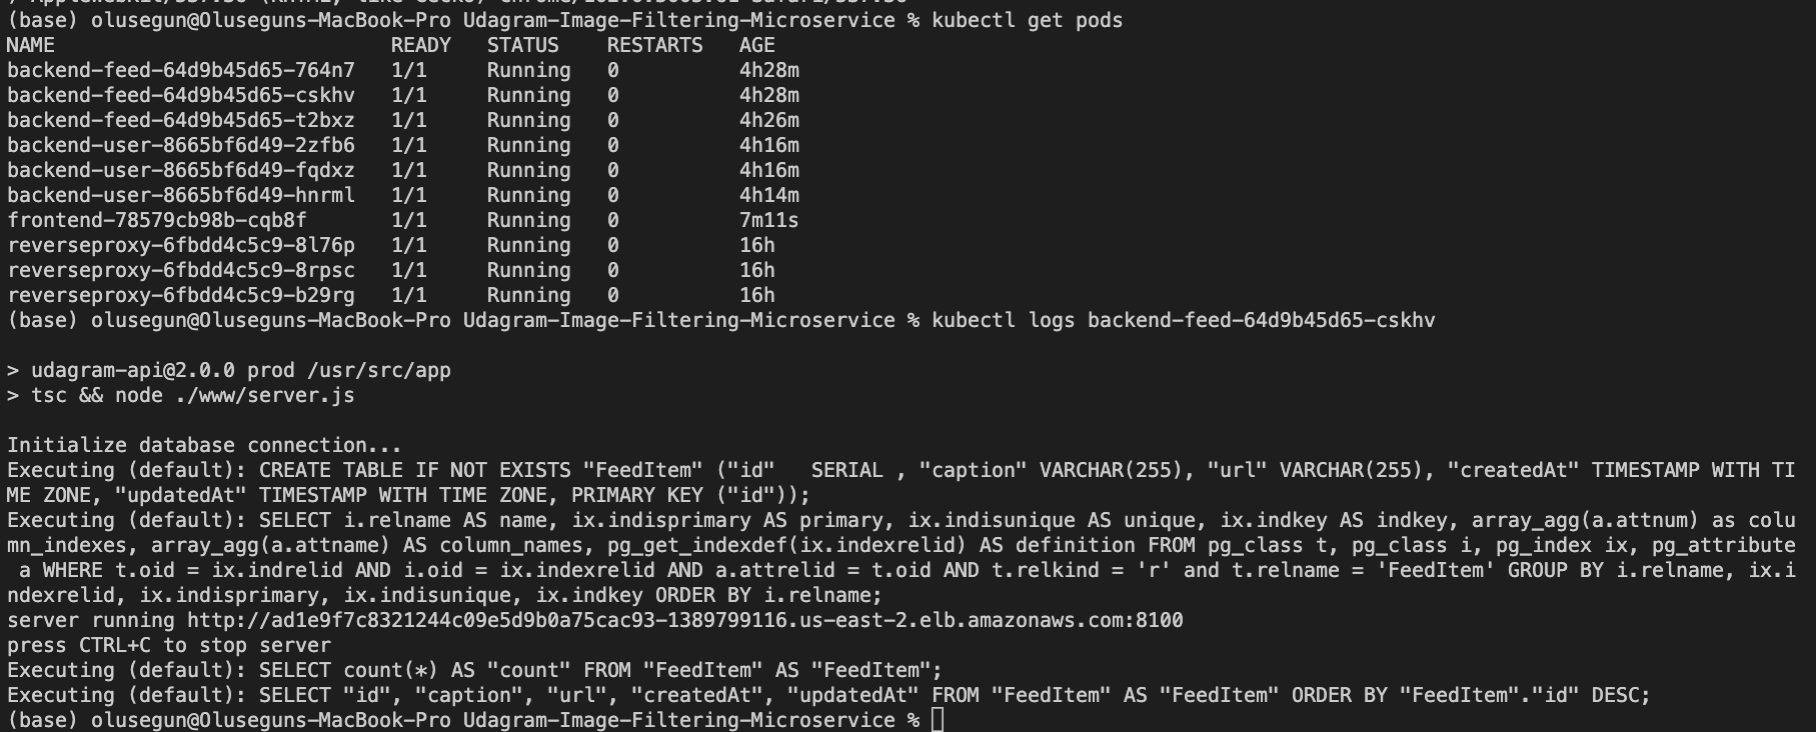 (base) olusegun@Oluseguns-MacBook-Pro Udagram-Image-Filtering-Microservice % kubectl get pods
NAME                            READY   STATUS    RESTARTS   AGE
backend-feed-64d9b45d65-764n7   1/1     Running   0          4h28m
backend-feed-64d9b45d65-cskhv   1/1     Running   0          4h28m
backend-feed-64d9b45d65-t2bxz   1/1     Running   0          4h26m
backend-user-8665bf6d49-2zfb6   1/1     Running   0          4h16m
backend-user-8665bf6d49-fqdxz   1/1     Running   0          4h16m
backend-user-8665bf6d49-hnrml   1/1     Running   0          4h14m
frontend-78579cb98b-cqb8f       1/1     Running   0          7m11s
reverseproxy-6fbdd4c5c9-8l76p   1/1     Running   0          16h
reverseproxy-6fbdd4c5c9-8rpsc   1/1     Running   0          16h
reverseproxy-6fbdd4c5c9-b29rg   1/1     Running   0          16h
(base) olusegun@Oluseguns-MacBook-Pro Udagram-Image-Filtering-Microservice % kubectl logs backend-feed-64d9b45d65-cskhv
> udagram-api@2.0.0 prod /usr/src/app
> tsc && node ./www/server.js
Initialize database connection...
Executing (default): CREATE TABLE IF NOT EXISTS "FeedItem" ("id"   SERIAL , "caption" VARCHAR(255), "url" VARCHAR(255), "createdAt" TIMESTAMP WITH TI
ME ZONE, "updatedAt" TIMESTAMP WITH TIME ZONE, PRIMARY KEY ("id"));
Executing (default): SELECT i.relname AS name, ix.indisprimary AS primary, ix.indisunique AS unique, ix.indkey AS indkey, array_agg(a.attnum) as colu
mn_indexes, array_agg(a.attname) AS column_names, pg_get_indexdef(ix.indexrelid) AS definition FROM pg_class t, pg_class i, pg_index ix, pg_attribute
 a WHERE t.oid = ix.indrelid AND i.oid = ix.indexrelid AND a.attrelid = t.oid AND t.relkind = 'r' and t.relname = 'FeedItem' GROUP BY i.relname, ix.i
ndexrelid, ix.indisprimary, ix.indisunique, ix.indkey ORDER BY i.relname;
server running http://ad1e9f7c8321244c09e5d9b0a75cac93-1389799116.us-east-2.elb.amazonaws.com:8100
press CTRL+C to stop server
Executing (default): SELECT count(*) AS "count" FROM "FeedItem" AS "FeedItem";
Executing (default): SELECT "id", "caption", "url", "createdAt", "updatedAt" FROM "FeedItem" AS "FeedItem" ORDER BY "FeedItem"."id" DESC;
(base) olusegun@Oluseguns-MacBook-Pro Udagram-Image-Filtering-Microservice %